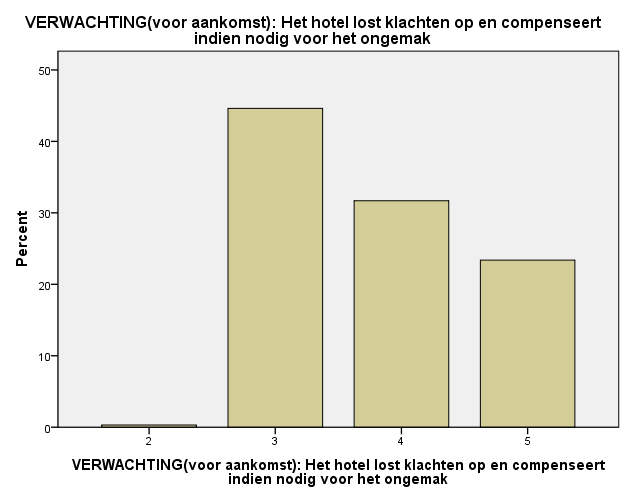 VERWACHTING(voor aankomst): Het hotel lost klachten op en compenseert
indien nodig voor het ongemak
50
40
30
20
10
0
Percent
2 3 4 5
VERWACHTING(voor aankomst): Het hotel lost klachten op en compenseert
indien nodig voor het ongemak